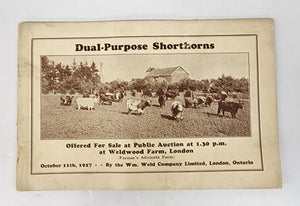 Dual-Purpose Shorthorns
Offered For Sale at Public Auction at 1.30 p.m.
at Weldwood Farm, London
(Farmer's Advocate Farm)
October 11th, 1927 - - By the Wm. Weld Company Limited, London, Ontario